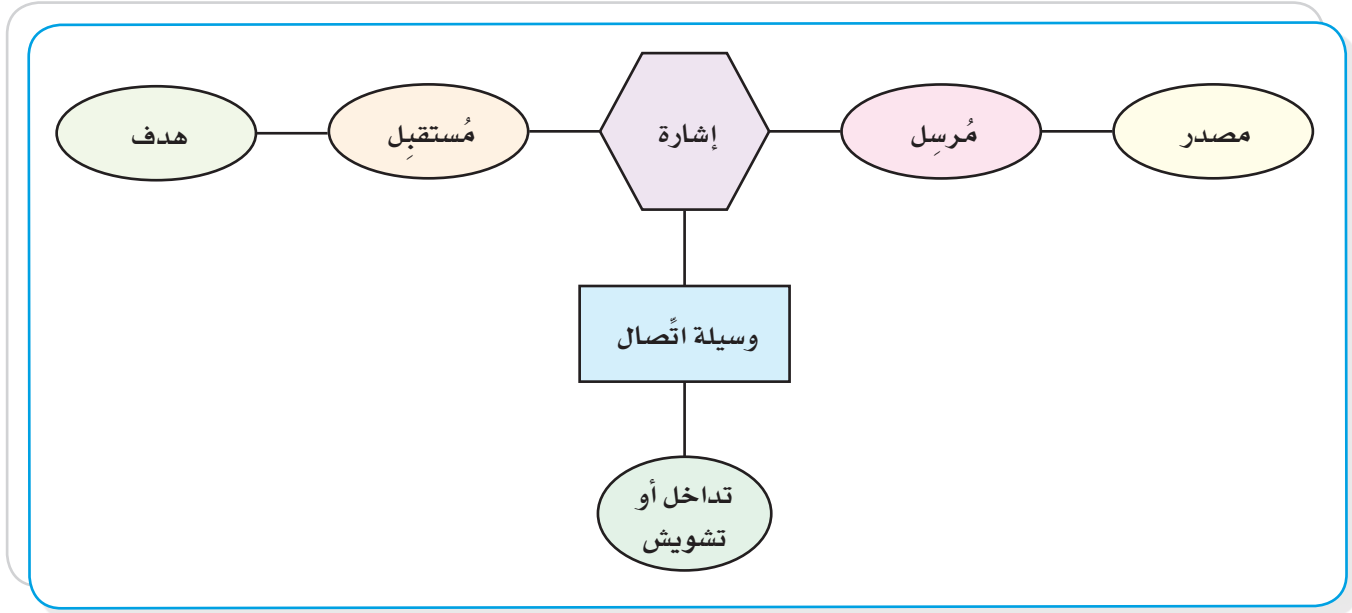 مصدر
مُرسِل
إشارة
مُستقبِل
هدف
وسيلة اتِّصال
تداخل أو
تشويش